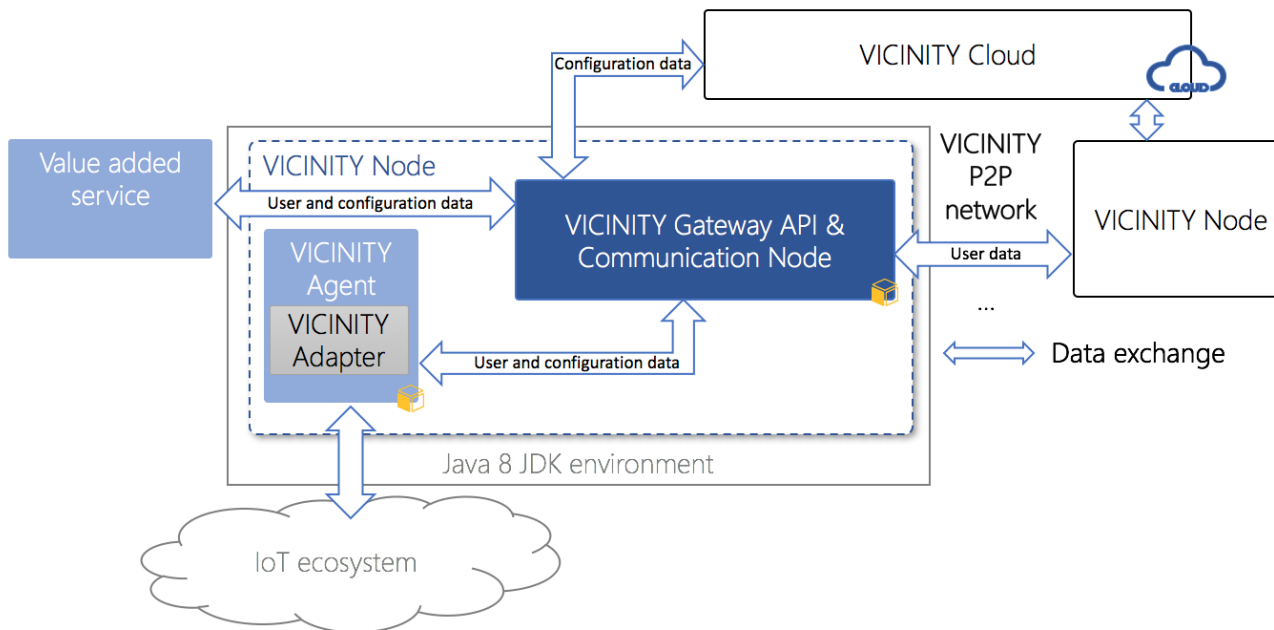 VICINITY Cloud
CLOUD
Configuration data
Value added
service
VICINITY Node
User and configuration data
VICINITY Gateway API &
Communication Node
VICINITY
P2P
network
VICINITY Node
User data
...
VICINITY
Agent
VICINITY
Adapter
User and configuration data
Data exchange
Java 8 JDK environment
IoT ecosystem